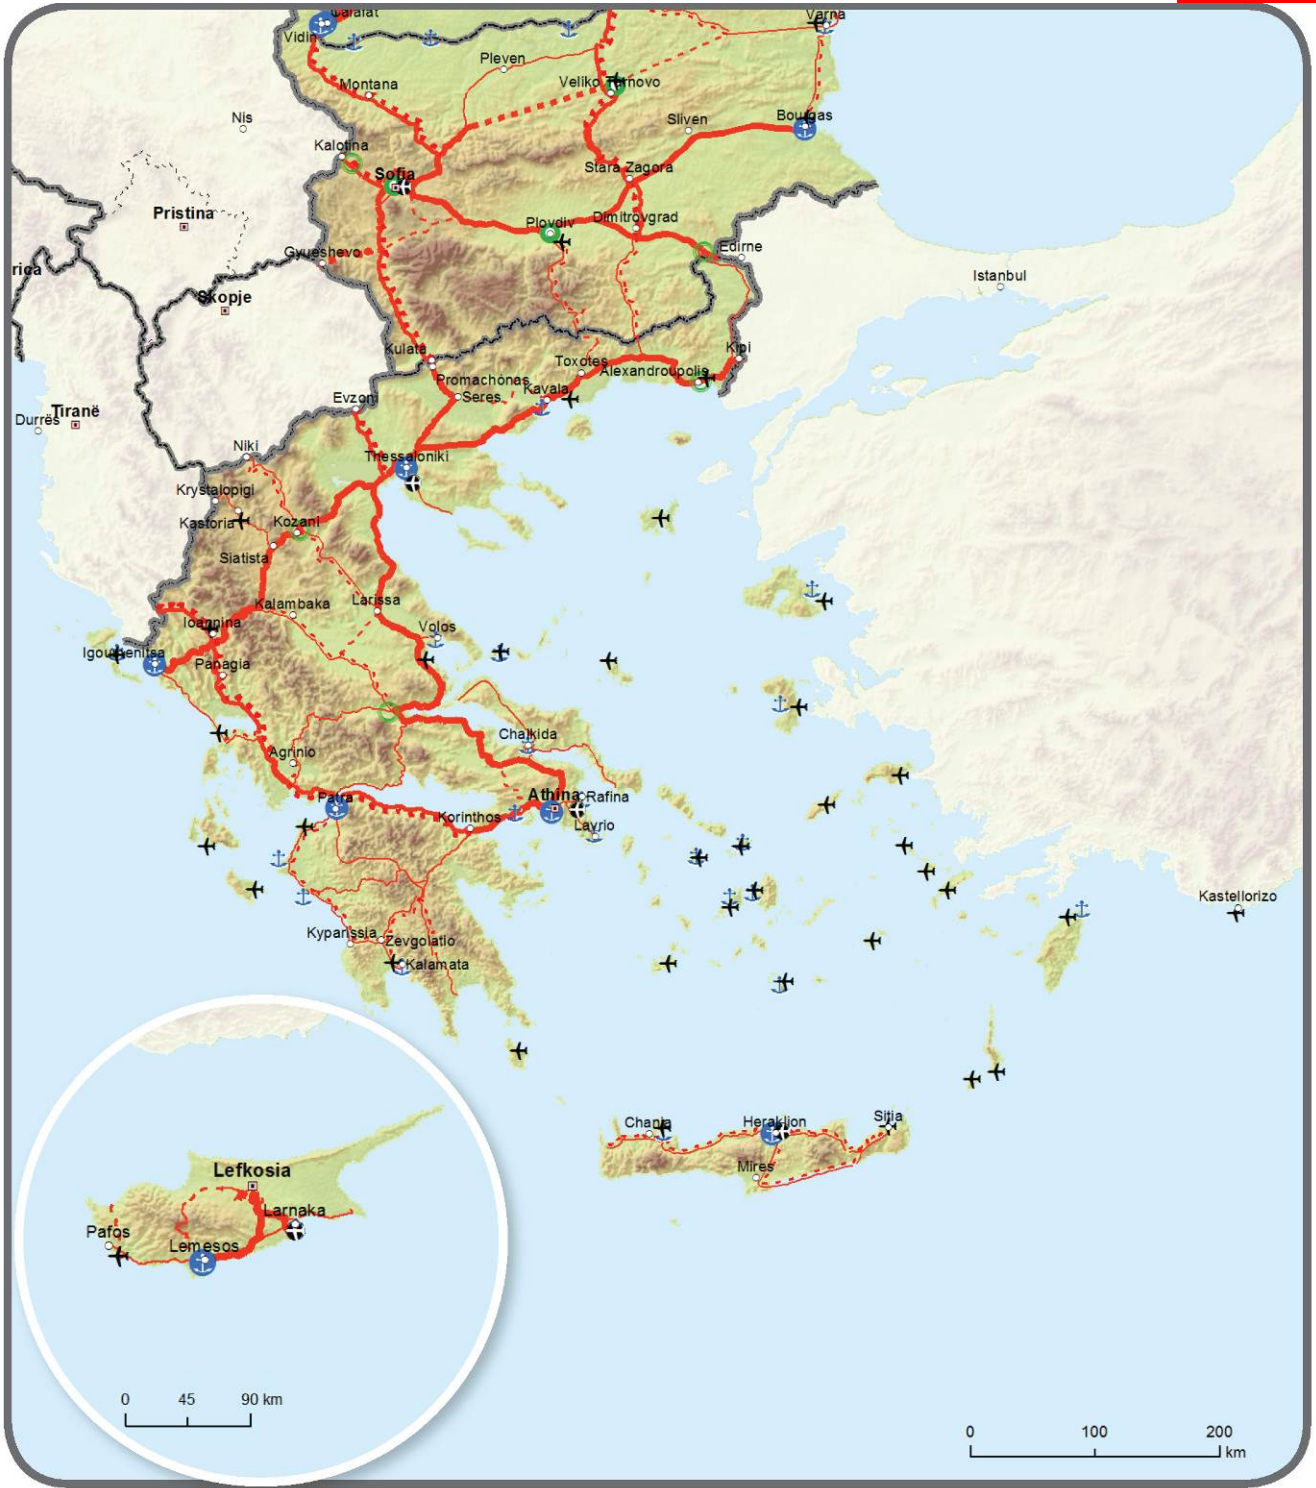 Calafat
Varna
Vidin
Pleven
Veliko Tarnovo
Montana
Nis
Sliven
Bourgas
Kalotina
Sofia
Stara Zagora
Pristina
Plovdiv
Dimitrovgrad
Gyueshevo
Edirne
rica
Istanbul
Skopje
Kulata
Kipi
Toxotes
Promachonas
Alexandroupolis
Evzoni
Seres
Kavala
Tiranë
Durrës
Niki
Thessaloniki
Krystalopigi
Kastoria
Kozani
Siatista
Kalambaka
Larissa
Ioannina
Volos
Igoumenitsa
Panagia
Chalkida
Agrinio
Athina
Rafina
Patra
Korinthos
Lavrio
Kastellorizo
Kyparissia
Zevgolatio
Kalamata
Chania
Heraklion
Sitia
Mires
Lefkosia
Larnaka
Pafos
Lemesos
0 45 90 km
0 100 200
km